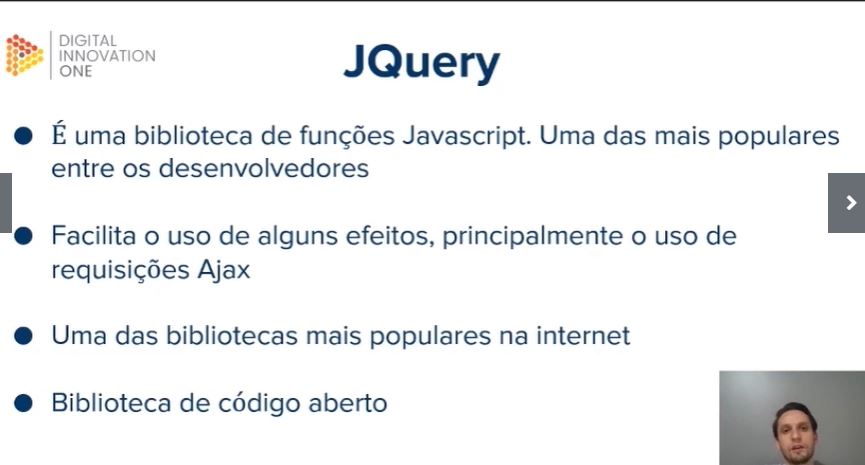 DIGITAL
INNOVATION
ONE
JQuery
É uma biblioteca de funções Javascript. Uma das mais populares
entre os desenvolvedores
Facilita o uso de alguns efeitos, principalmente o uso de
requisições Ajax
Uma das bibliotecas mais populares na internet
Biblioteca de código aberto